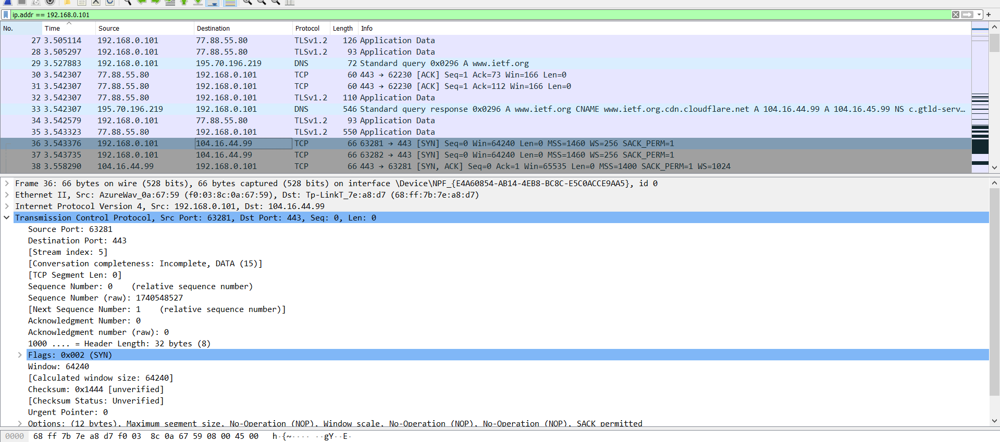 ip.addr == 192.168.0.101
No. Time Source Destination Protocol Length Info
27 3.505114 192.168.0.101 77.88.55.80 TLSv1.2 126 Application Data
28 3.505297 192.168.0.101 77.88.55.80 TLSv1.2 93 Application Data
29 3.527883 192.168.0.101 195.70.196.219 DNS 72 Standard query 0x0296 A www.ietf.org
30 3.542307 77.88.55.80 192.168.0.101 TCP 60 443 → 62230 [ACK] Seq=1 Ack=73 Win=166 Len=0
31 3.542307 77.88.55.80 192.168.0.101 TCP 60 443 → 62230 [ACK] Seq=1 Ack=112 Win=166 Len=0
32 3.542307 77.88.55.80 192.168.0.101 TLSv1.2 110 Application Data
33 3.542307 195.70.196.219 192.168.0.101 DNS 546 Standard query response 0x0296 A www.ietf.org CNAME www.ietf.org.cdn.cloudflare.net A 104.16.44.99 A 104.16.45.99 NS c.gtld-serv…
34 3.542579 192.168.0.101 77.88.55.80 TLSv1.2 93 Application Data
35 3.543323 77.88.55.80 192.168.0.101 TLSv1.2 550 Application Data
36 3.543376 192.168.0.101 104.16.44.99 TCP 66 63281 → 443 [SYN] Seq=0 Win=64240 Len=0 MSS=1460 WS=256 SACK_PERM=1
37 3.543735 192.168.0.101 104.16.44.99 TCP 66 63282 → 443 [SYN] Seq=0 Win=64240 Len=0 MSS=1460 WS=256 SACK_PERM=1
38 3.558290 104.16.44.99 192.168.0.101 TCP 66 443 → 63281 [SYN, ACK] Seq=0 Ack=1 Win=65535 Len=0 MSS=1400 SACK_PERM=1 WS=1024
Frame 36: 66 bytes on wire (528 bits), 66 bytes captured (528 bits) on interface \Device\NPF_{E4A60854-AB14-4EB8-BC8C-E5C0ACCE9AA5}, id 0
Ethernet II, Src: AzureWav_0a:67:59 (f0:03:8c:0a:67:59), Dst: Tp-LinkT_7e:a8:d7 (68:ff:7b:7e:a8:d7)
Internet Protocol Version 4, Src: 192.168.0.101, Dst: 104.16.44.99
Transmission Control Protocol, Src Port: 63281, Dst Port: 443, Seq: 0, Len: 0
Source Port: 63281
Destination Port: 443
[Stream index: 5]
[Conversation completeness: Incomplete, DATA (15)]
[TCP Segment Len: 0]
Sequence Number: 0    (relative sequence number)
Sequence Number (raw): 1740548527
[Next Sequence Number: 1    (relative sequence number)]
Acknowledgment Number: 0
Acknowledgment number (raw): 0
1000 .... = Header Length: 32 bytes (8)
Flags: 0x002 (SYN)
Window: 64240
[Calculated window size: 64240]
Checksum: 0x1444 [unverified]
[Checksum Status: Unverified]
Urgent Pointer: 0
Options: (12 bytes), Maximum segment size, No-Operation (NOP), Window scale, No-Operation (NOP), No-Operation (NOP), SACK permitted
0000 68 ff 7b 7e a8 d7 f0 03 8c 0a 67 59 08 00 45 00 h·{~···· ··gY··E·